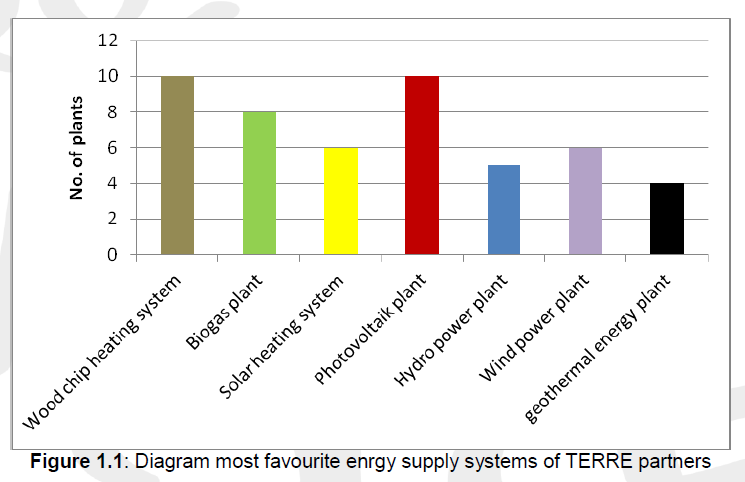 12
10
8
6
4
2
0
No. of plants
Wood chip heating system
Biogas plant
Solar heating system
Photovoltaik plant
Hydro power plant
Wind power plant
geothermal energy plant
Figure 1.1: Diagram most favourite enrgy supply systems of TERRE partners